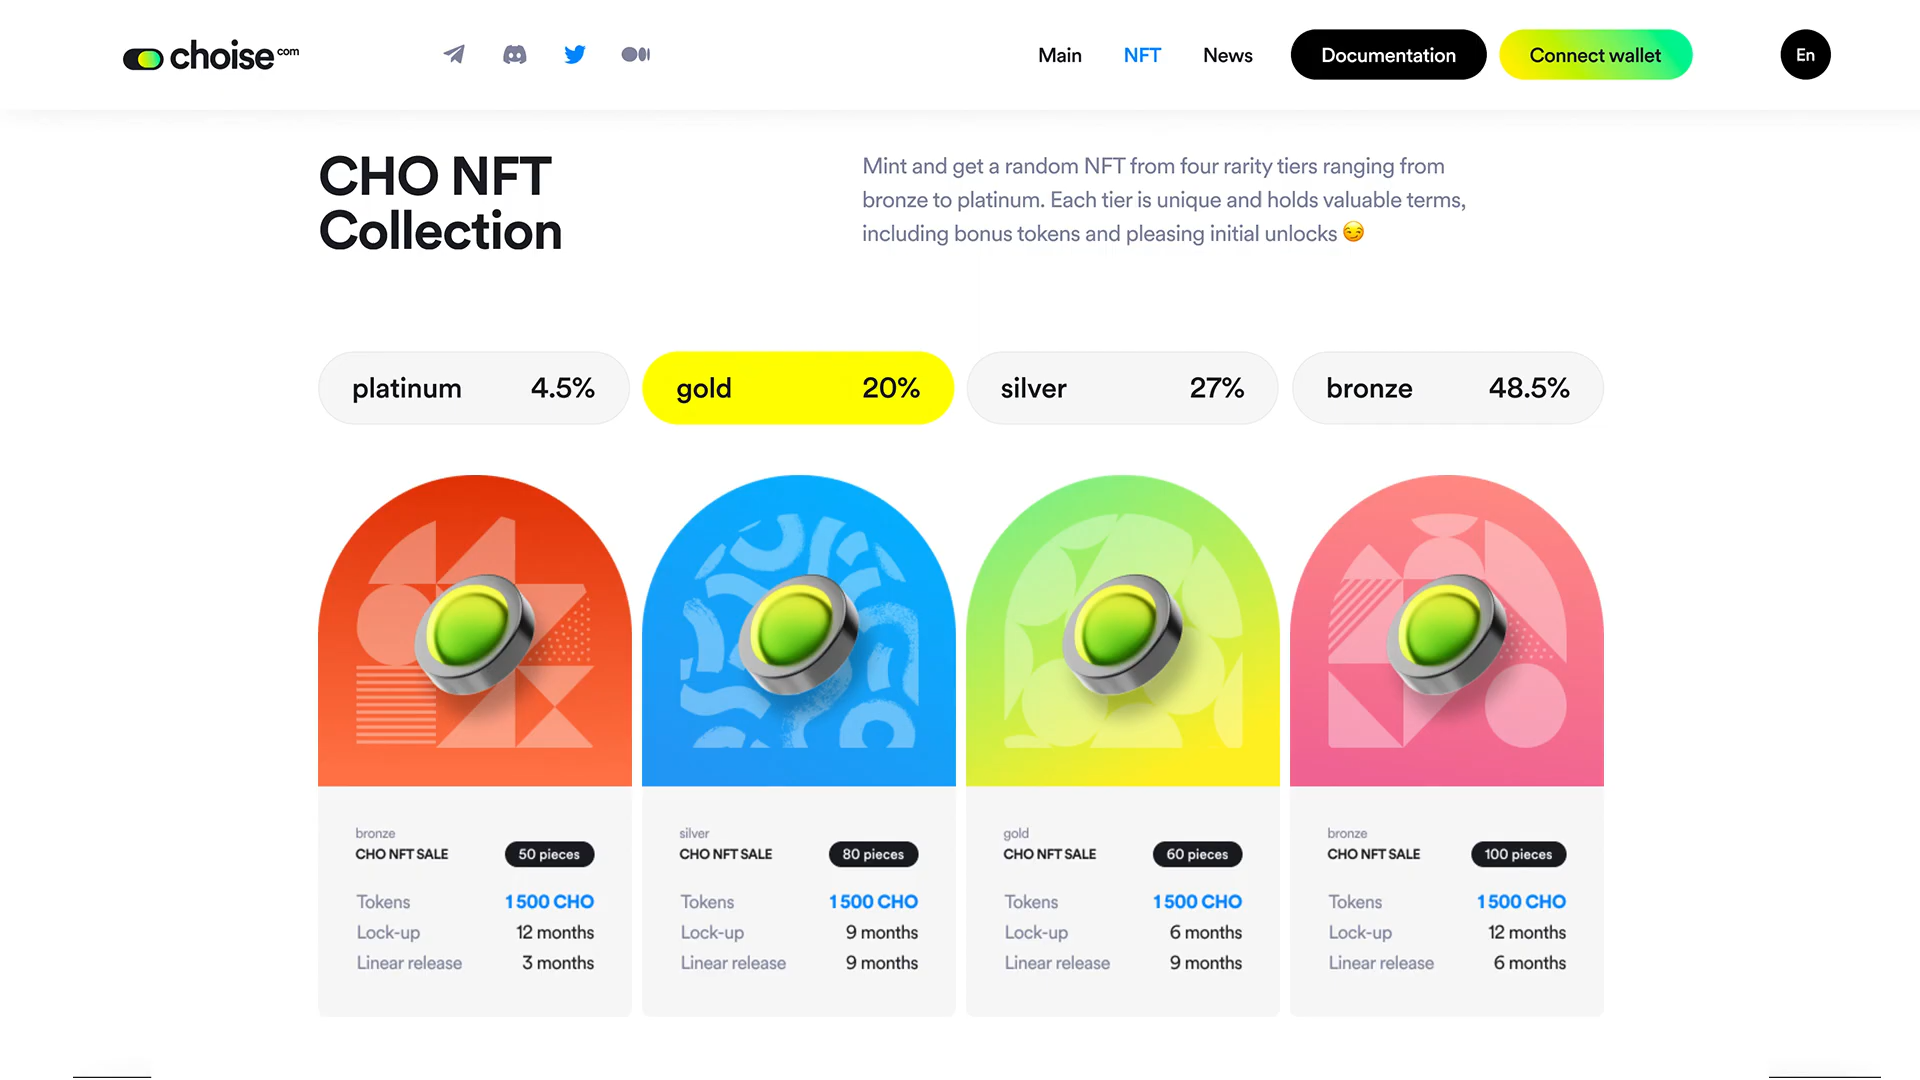 choise.com
Main
NFT
News
Documentation
Connect wallet
En
CHO NFT
Collection
Mint and get a random NFT from four rarity tiers ranging from
bronze to platinum. Each tier is unique and holds valuable terms,
including bonus tokens and pleasing initial unlocks 😏
platinum 4.5%
gold 20%
silver 27%
bronze 48.5%
bronze
CHO NFT SALE 50 pieces
Tokens 1 500 CHO
Lock-up 12 months
Linear release 3 months
silver
CHO NFT SALE 80 pieces
Tokens 1 500 CHO
Lock-up 9 months
Linear release 9 months
gold
CHO NFT SALE 60 pieces
Tokens 1 500 CHO
Lock-up 6 months
Linear release 9 months
bronze
CHO NFT SALE 100 pieces
Tokens 1 500 CHO
Lock-up 12 months
Linear release 6 months